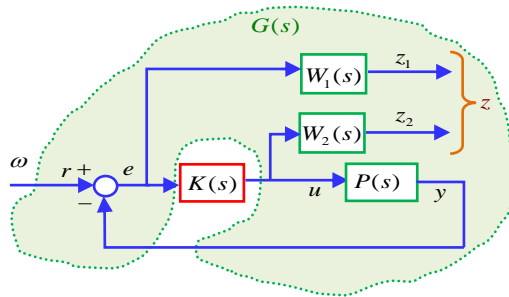 G(s)
W₁(s)
z₁
z
W₂(s)
z₂
ω
r
+
e
K(s)
u
P(s)
y
−